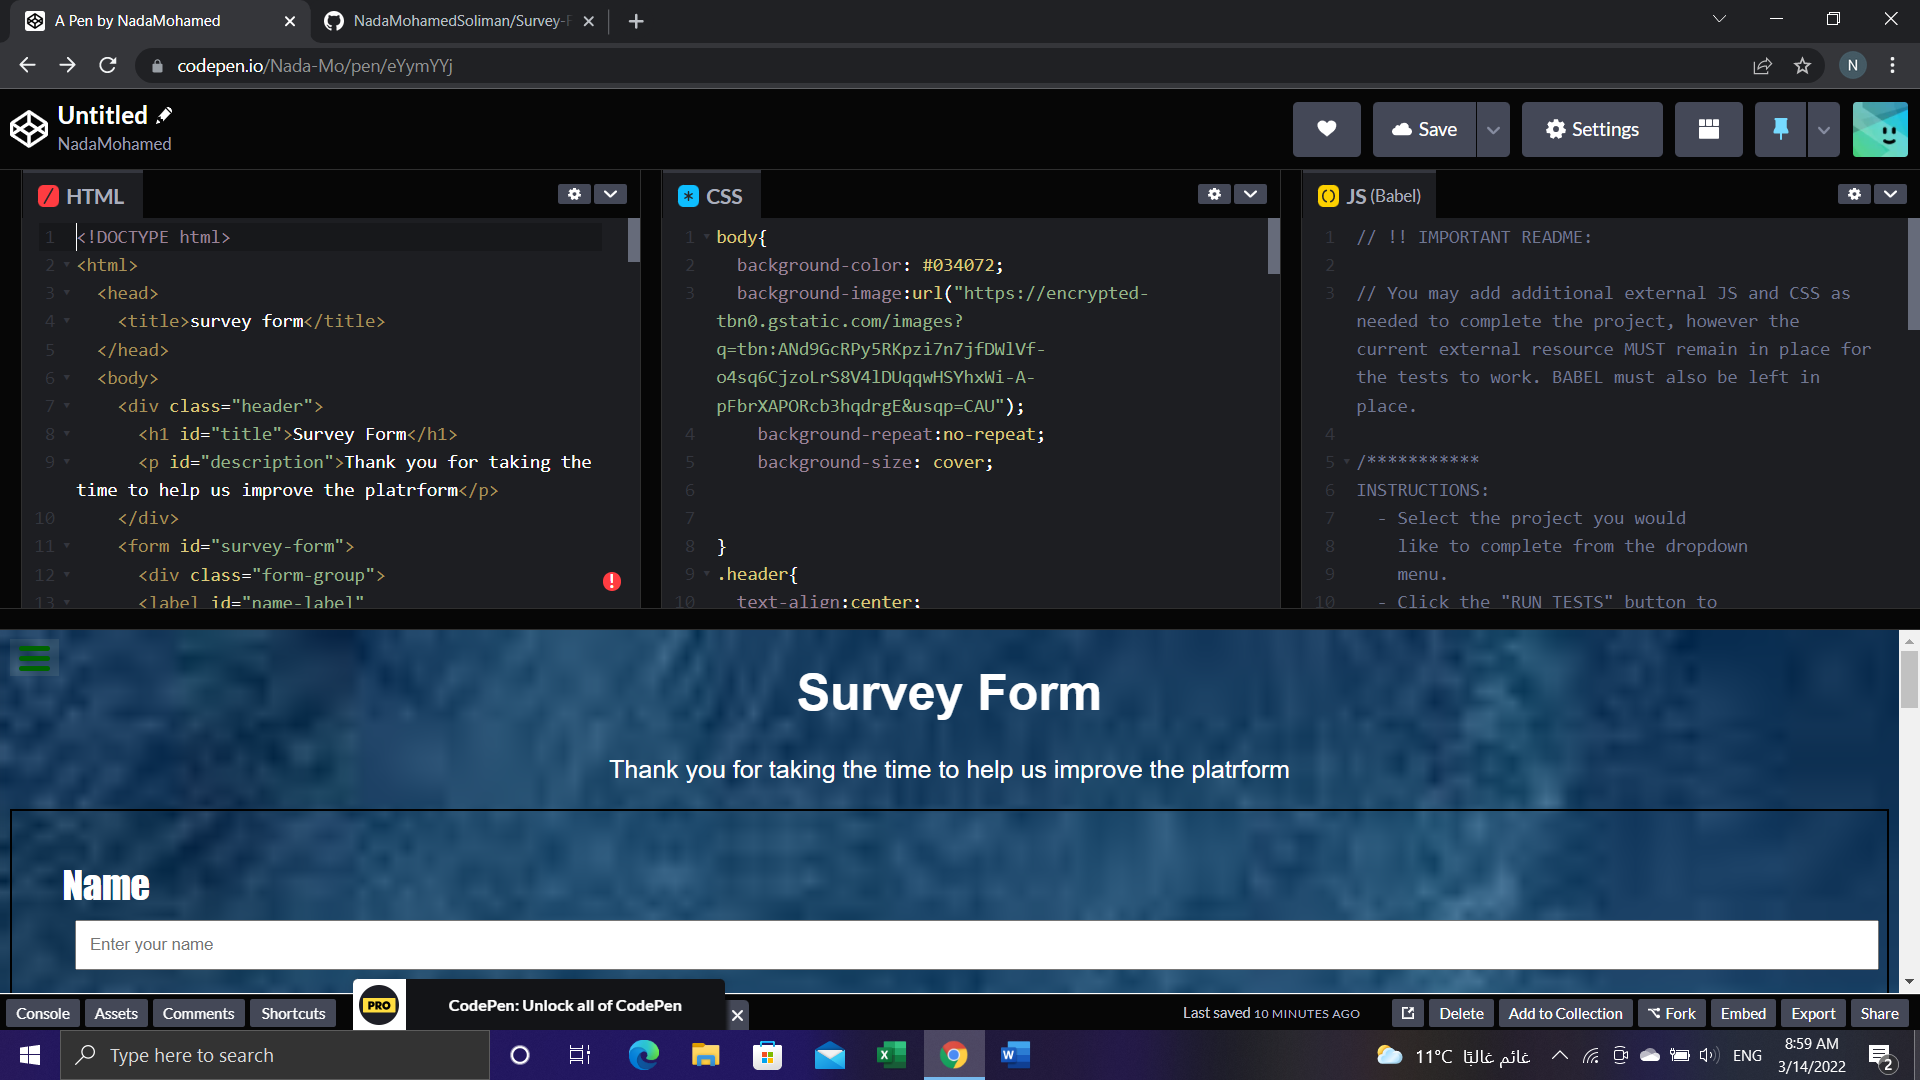 A Pen by NadaMohamed
NadaMohamedSoliman/Survey-F
codepen.io/Nada-Mo/pen/eYymYYj
N
Untitled
NadaMohamed
Save
Settings
HTML
1 <!DOCTYPE html>
2 <html>
3 <head>
4 <title>survey form</title>
5 </head>
6 <body>
7 <div class="header">
8 <h1 id="title">Survey Form</h1>
9 <p id="description">Thank you for taking the
time to help us improve the platrform</p>
10 </div>
11 <form id="survey-form">
12 <div class="form-group">
13 <label id="name-label"
CSS
1 body{
2 background-color: #034072;
3 background-image:url("https://encrypted-
tbn0.gstatic.com/images?
q=tbn:ANd9GcRPy5RKpzi7n7jfDWlVf-
o4sq6CjzoLrS8V4lDUqqwHSYhxWi-A-
pFbrXAPORcb3hqdrgE&usqp=CAU");
4 background-repeat:no-repeat;
5 background-size: cover;
6
7
8 }
9 .header{
10 text-align:center;
JS (Babel)
1 // !! IMPORTANT README:
2
3 // You may add additional external JS and CSS as
needed to complete the project, however the
current external resource MUST remain in place for
the tests to work. BABEL must also be left in
place.
4
5 /***********
6 INSTRUCTIONS:
7 - Select the project you would
8 like to complete from the dropdown
9 menu.
10 - Click the "RUN TESTS" button to
Survey Form
Thank you for taking the time to help us improve the platrform
Name
Enter your name
Console
Assets
Comments
Shortcuts
PRO
CodePen: Unlock all of CodePen
Last saved 10 MINUTES AGO
Delete
Add to Collection
Fork
Embed
Export
Share
Type here to search
11°C غائم غالبًا
ENG
8:59 AM
3/14/2022
2